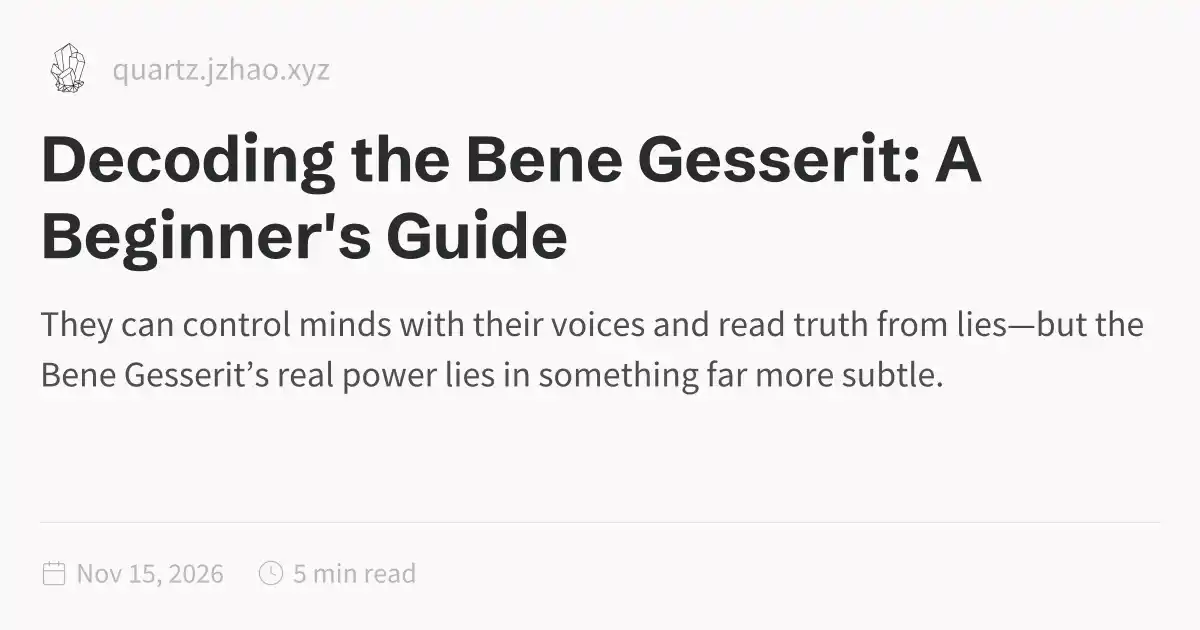 quartz.jzhao.xyz
Decoding the Bene Gesserit: A
Beginner's Guide
They can control minds with their voices and read truth from lies—but the
Bene Gesserit’s real power lies in something far more subtle.
Nov 15, 2026 5 min read